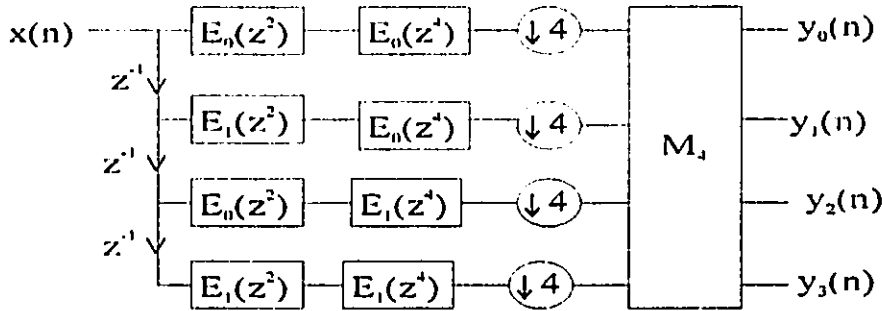 x(n) E₀(z²) E₀(z⁴) ↓4 y₀(n)
z⁻¹
E₁(z²) E₀(z⁴) ↓4 y₁(n)
M₄
z⁻¹
E₀(z²) E₁(z⁴) ↓4 y₂(n)
z⁻¹
E₁(z²) E₁(z⁴) ↓4 y₃(n)